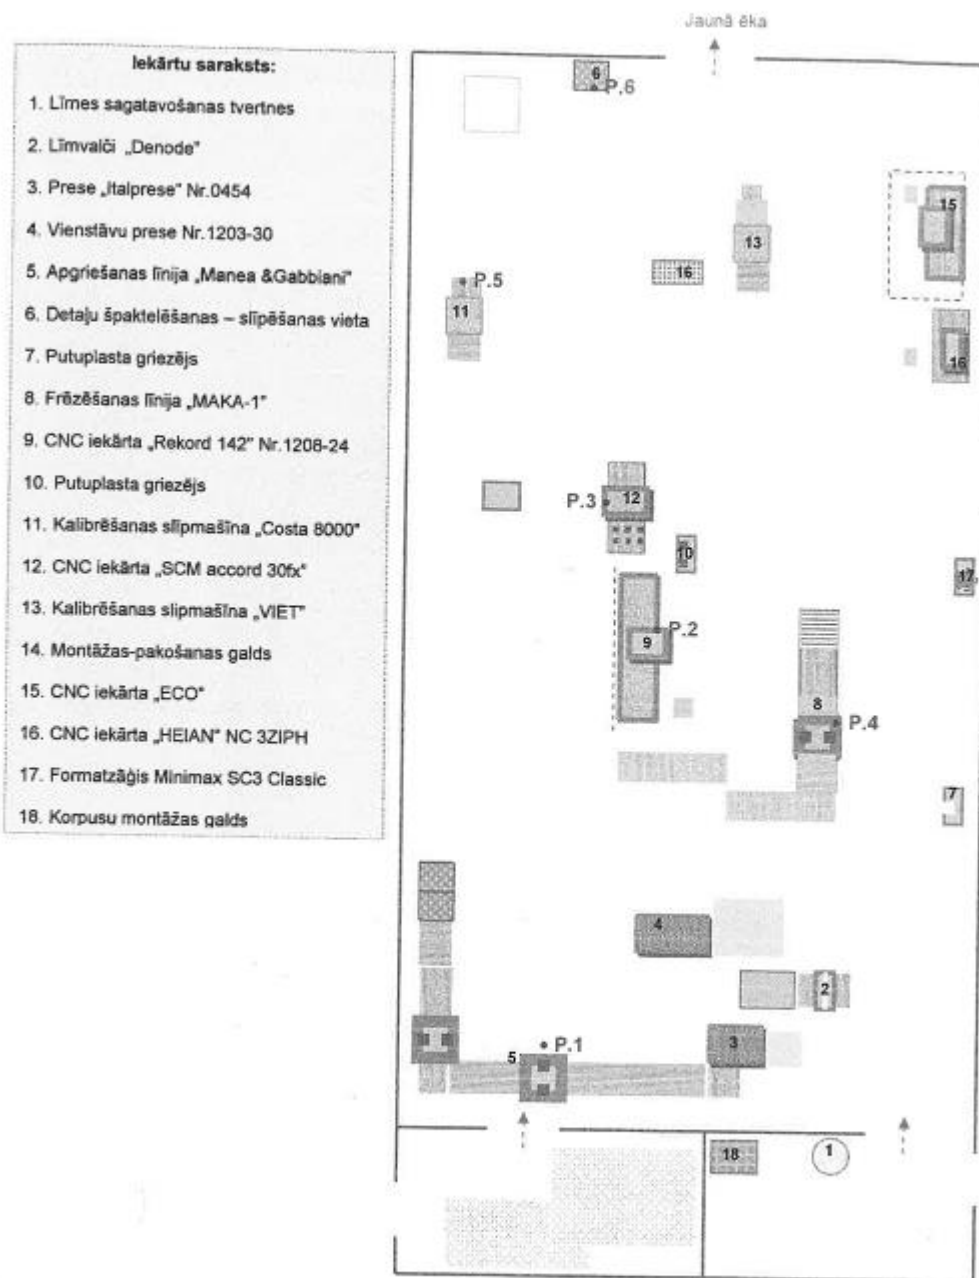 Jaunā ēka
Iekārtu saraksts:
1. Līmes sagatavošanas tvertnes
2. Līmvalči „Denode"
3. Prese „Italprese" Nr.0454
4. Vienstāvu prese Nr.1203-30
5. Apgriešanas līnija „Manea &Gabbiani"
6. Detaļu špaktelēšanas – slīpēšanas vieta
7. Putuplasta griezējs
8. Frēzēšanas līnija „MAKA-1"
9. CNC iekārta „Rekord 142" Nr.1208-24
10. Putuplasta griezējs
11. Kalibrēšanas slīpmašīna „Costa 8000"
12. CNC iekārta „SCM accord 30fx"
13. Kalibrēšanas slipmašīna „VIET"
14. Montāžas-pakošanas galds
15. CNC iekārta „ECO"
16. CNC iekārta „HEIAN" NC 3ZIPH
17. Formatzāģis Minimax SC3 Classic
18. Korpusu montāžas galds
6
P.6
15
13
16
P.5
11
16
P.3
12
10
17
P.2
9
8
P.4
7
4
2
3
P.1
5
18
1